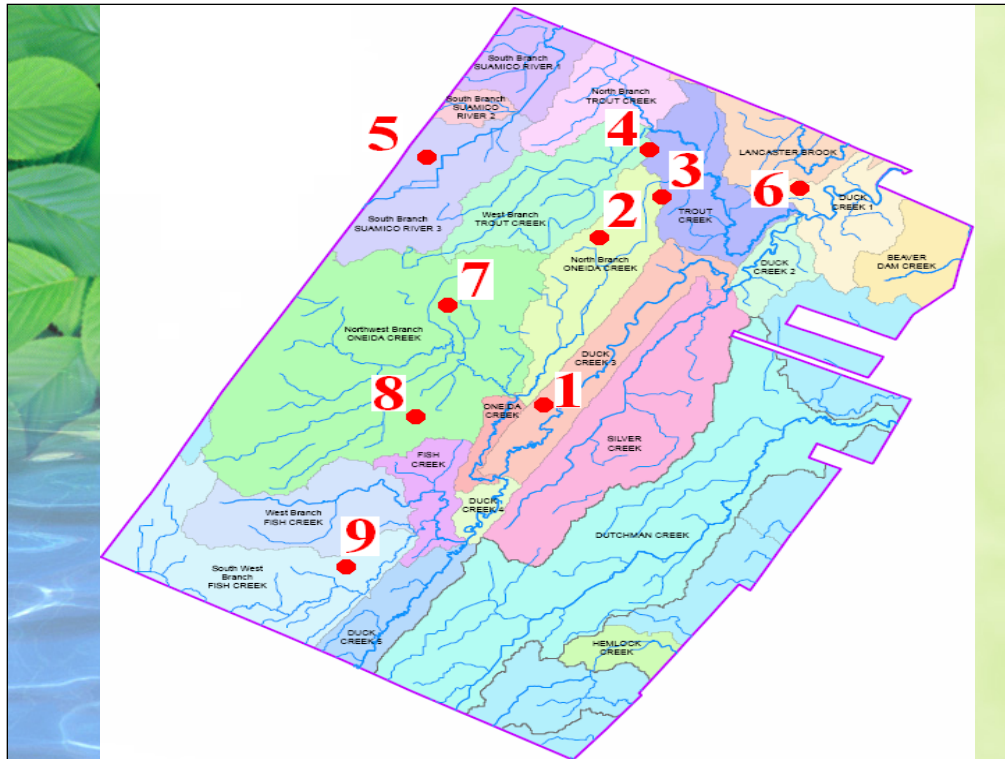 South Branch
SUAMICO RIVER 1
South Branch
SUAMICO
RIVER 2
North Branch
TROUT CREEK
5
4
LANCASTER BROOK
3
6
DUCK
CREEK 1
South Branch
SUAMICO RIVER 3
West Branch
TROUT CREEK
2
TROUT
CREEK
North Branch
ONEIDA CREEK
DUCK
CREEK 2
BEAVER
DAM CREEK
7
Northwest Branch
ONEIDA CREEK
DUCK
CREEK 3
8
ONEIDA
CREEK
1
SILVER
CREEK
FISH
CREEK
West Branch
FISH CREEK
DUCK
CREEK 4
DUTCHMAN CREEK
9
South West
Branch
FISH CREEK
DUCK
CREEK 5
HEMLOCK
CREEK